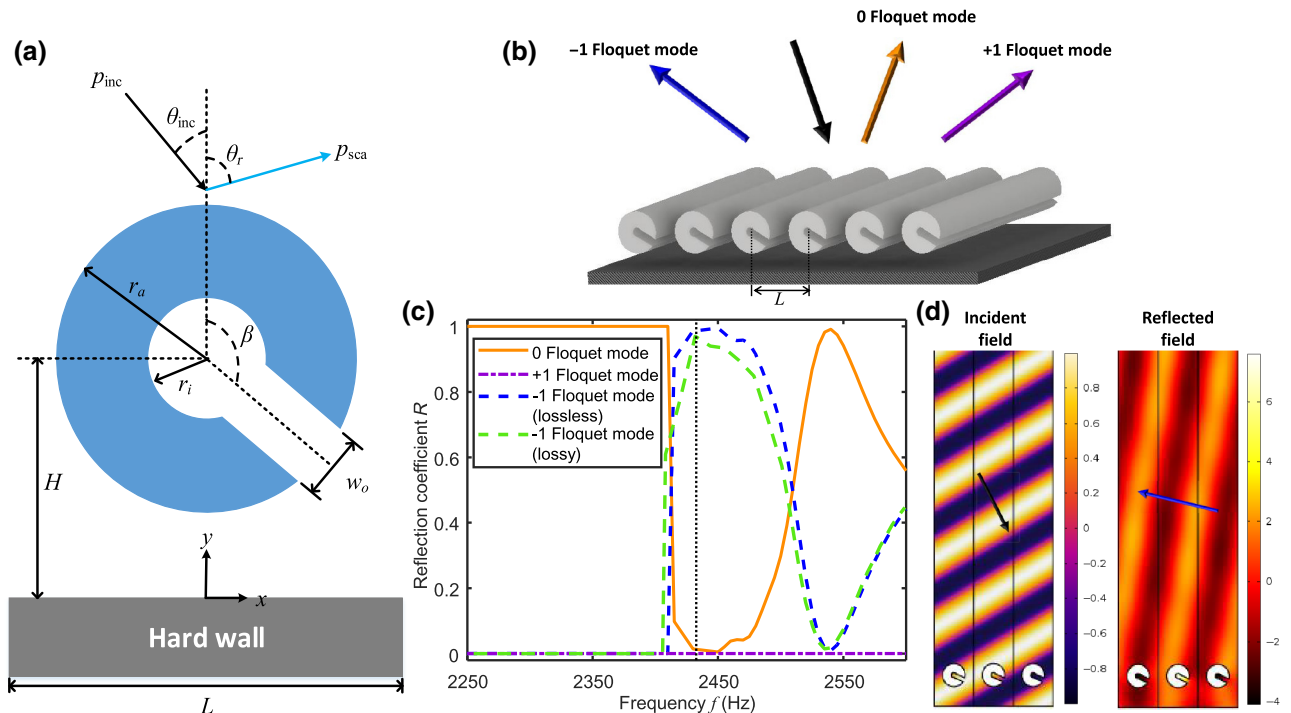 (a)
p_inc
θ_inc
θ_r
p_sca
r_a
β
r_i
H
w_o
y
x
Hard wall
L
(b)
0 Floquet mode
−1 Floquet mode
+1 Floquet mode
L
(c)
Reflection coefficient R
1
0.8
0.6
0.4
0.2
0
0 Floquet mode
+1 Floquet mode
-1 Floquet mode
(lossless)
-1 Floquet mode
(lossy)
2250
2350
2450
2550
Frequency f (Hz)
(d)
Incident
field
0.8
0.6
0.4
0.2
0
−0.2
−0.4
−0.6
−0.8
Reflected
field
6
4
2
0
−2
−4